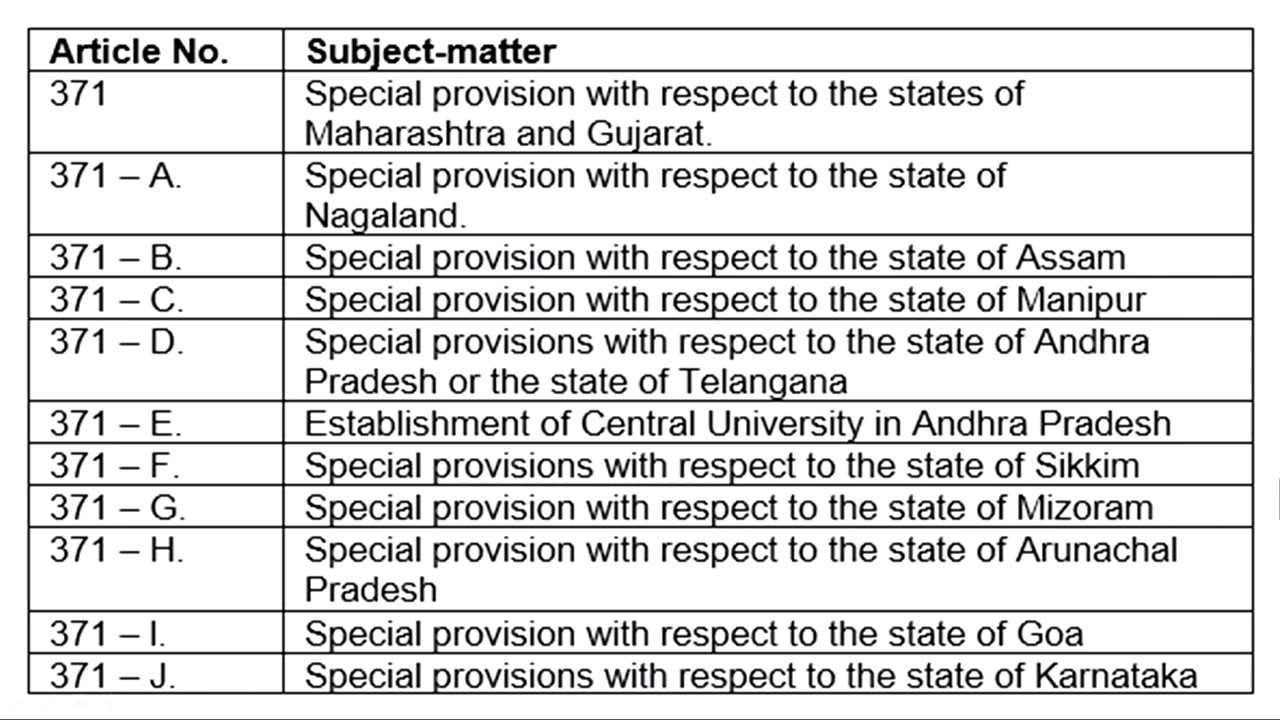 Article No. Subject-matter
371 Special provision with respect to the states of
Maharashtra and Gujarat.
371 – A. Special provision with respect to the state of
Nagaland.
371 – B. Special provision with respect to the state of Assam
371 – C. Special provision with respect to the state of Manipur
371 – D. Special provisions with respect to the state of Andhra
Pradesh or the state of Telangana
371 – E. Establishment of Central University in Andhra Pradesh
371 – F. Special provisions with respect to the state of Sikkim
371 – G. Special provision with respect to the state of Mizoram
371 – H. Special provision with respect to the state of Arunachal
Pradesh
371 – I. Special provision with respect to the state of Goa
371 – J. Special provisions with respect to the state of Karnataka